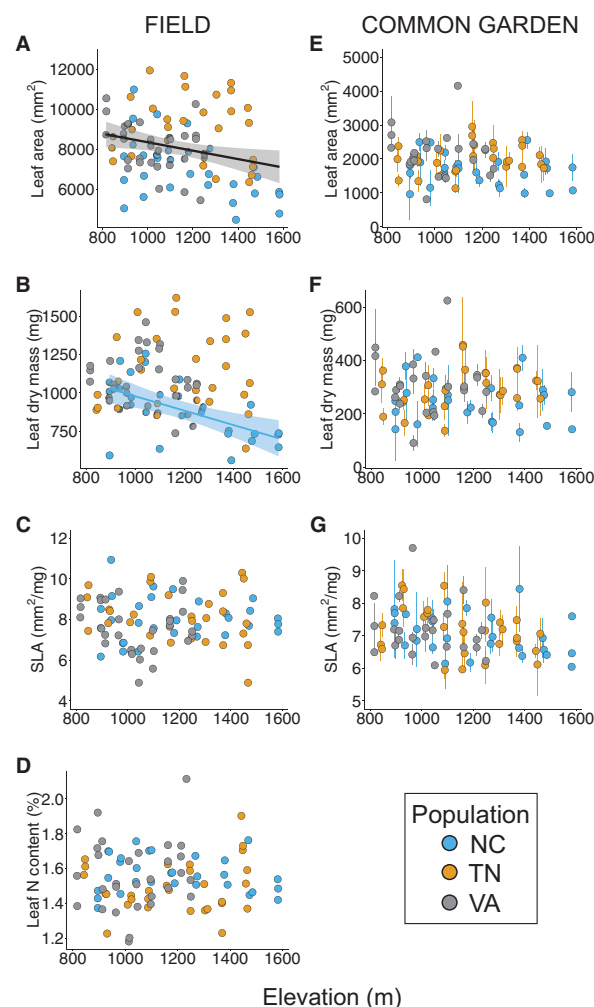 FIELD
COMMON GARDEN
A
Leaf area (mm²)
12000
10000
8000
6000
800 1000 1200 1400 1600
E
Leaf area (mm²)
5000
4000
3000
2000
1000
0
800 1000 1200 1400 1600
B
Leaf dry mass (mg)
1500
1250
1000
750
800 1000 1200 1400 1600
F
Leaf dry mass (mg)
600
400
200
0
800 1000 1200 1400 1600
C
SLA (mm²/mg)
12
10
8
6
4
800 1000 1200 1400 1600
G
SLA (mm²/mg)
10
9
8
7
6
5
800 1000 1200 1400 1600
D
Leaf N content (%)
2.0
1.8
1.6
1.4
1.2
800 1000 1200 1400 1600
Population
NC
TN
VA
Elevation (m)